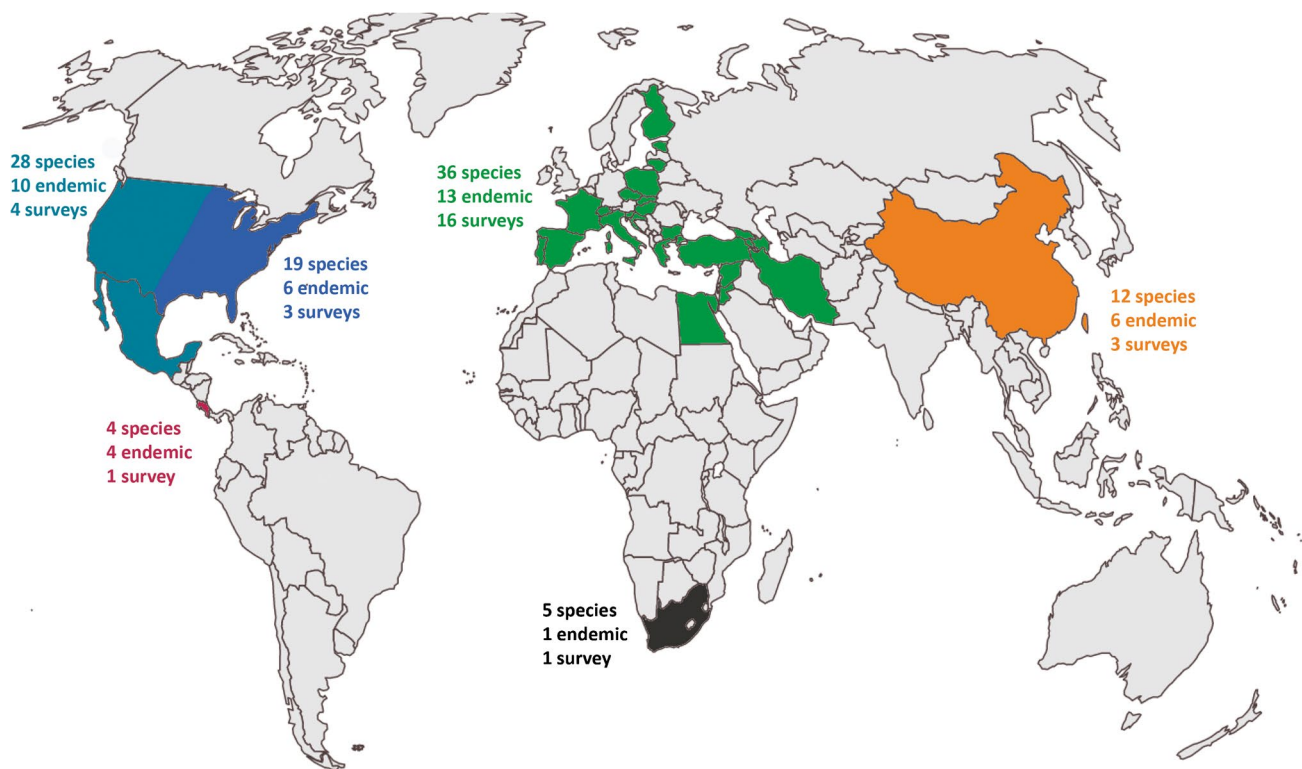 28 species
10 endemic
4 surveys
36 species
13 endemic
16 surveys
19 species
6 endemic
3 surveys
12 species
6 endemic
3 surveys
4 species
4 endemic
1 survey
5 species
1 endemic
1 survey